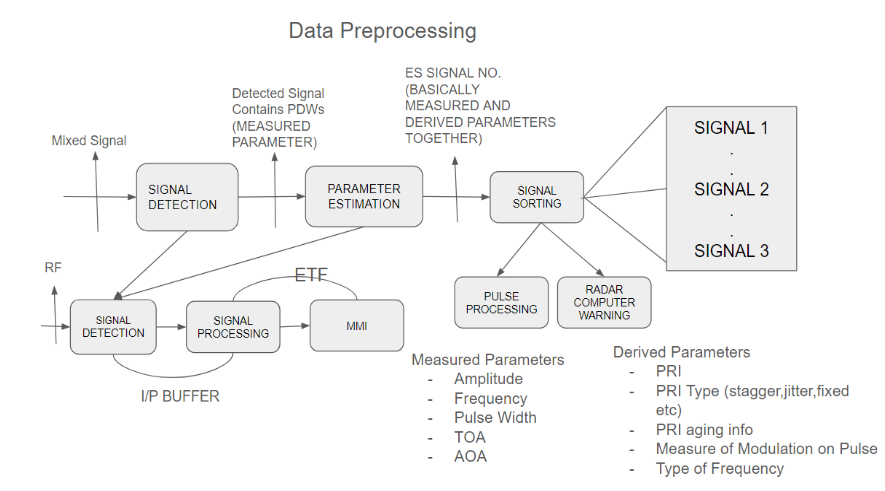 Data Preprocessing
Mixed Signal
Detected Signal
Contains PDWs
(MEASURED
PARAMETER)
ES SIGNAL NO.
(BASICALLY
MEASURED AND
DERIVED PARAMETERS
TOGETHER)
SIGNAL
DETECTION
PARAMETER
ESTIMATION
SIGNAL
SORTING
SIGNAL 1
.
.
SIGNAL 2
.
.
SIGNAL 3
RF
SIGNAL
DETECTION
SIGNAL
PROCESSING
ETF
MMI
I/P BUFFER
PULSE
PROCESSING
RADAR
COMPUTER
WARNING
Measured Parameters
- Amplitude
- Frequency
- Pulse Width
- TOA
- AOA
Derived Parameters
- PRI
- PRI Type (stagger,jitter,fixed
etc)
- PRI aging info
- Measure of Modulation on Pulse
- Type of Frequency